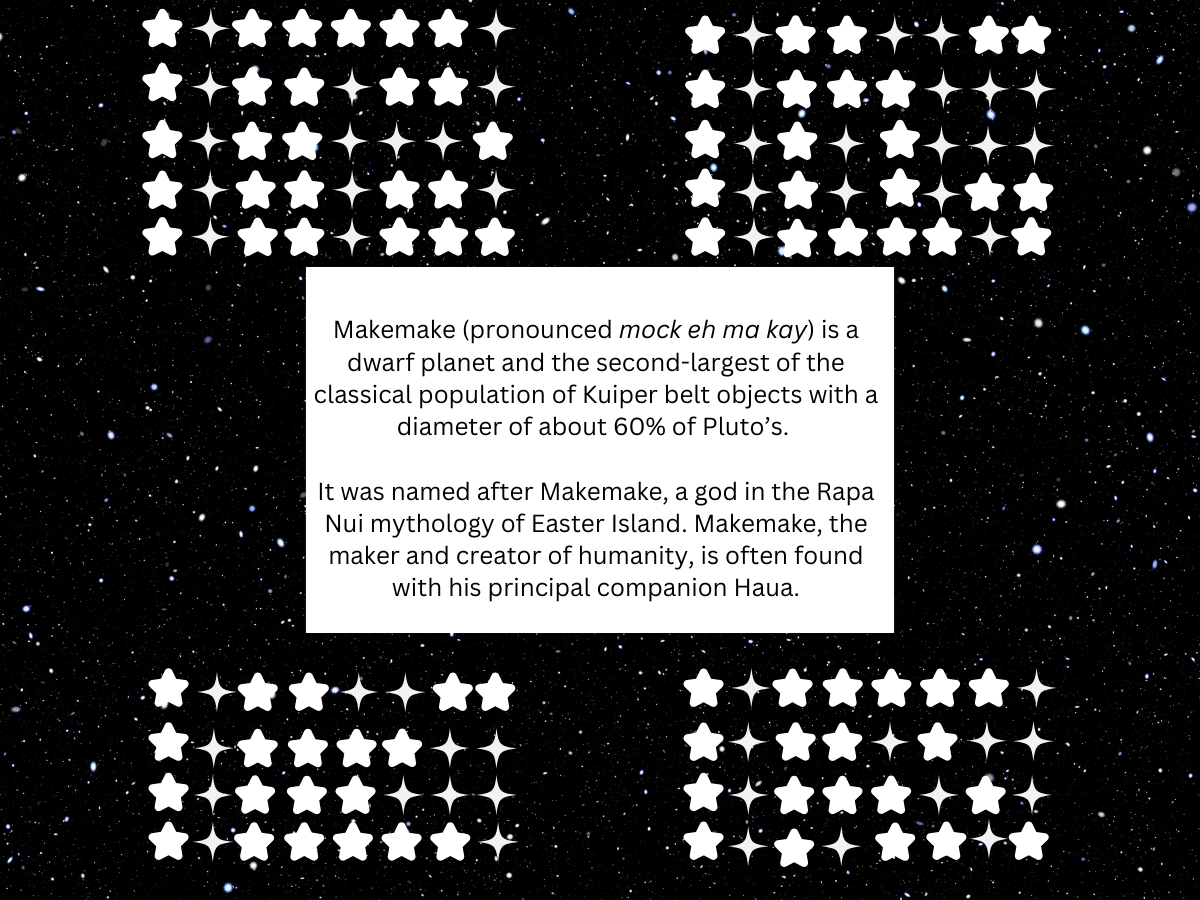 Makemake (pronounced mock eh ma kay) is a
dwarf planet and the second-largest of the
classical population of Kuiper belt objects with a
diameter of about 60% of Pluto’s.
It was named after Makemake, a god in the Rapa
Nui mythology of Easter Island. Makemake, the
maker and creator of humanity, is often found
with his principal companion Haua.